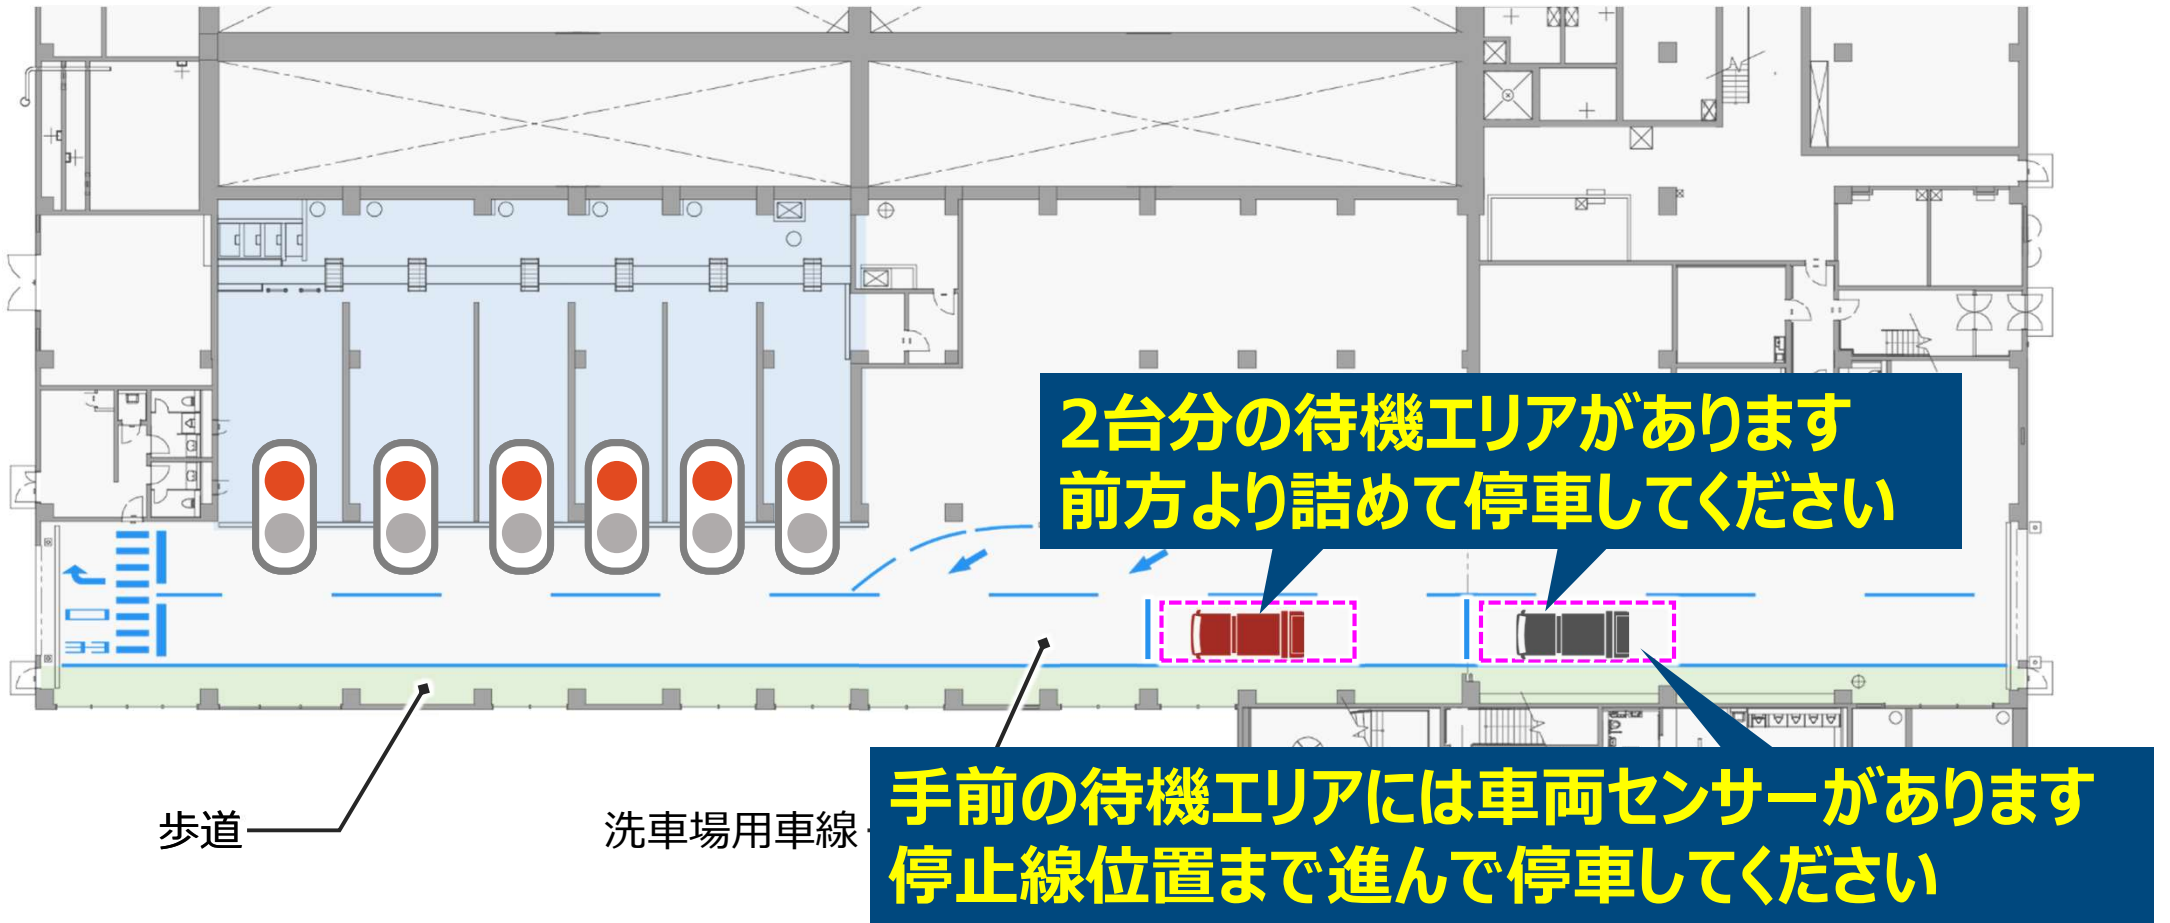 2台分の待機エリアがあります
前方より詰めて停車してください
歩道
洗車場用車線
手前の待機エリアには車両センサーがあります
停止線位置まで進んで停車してください